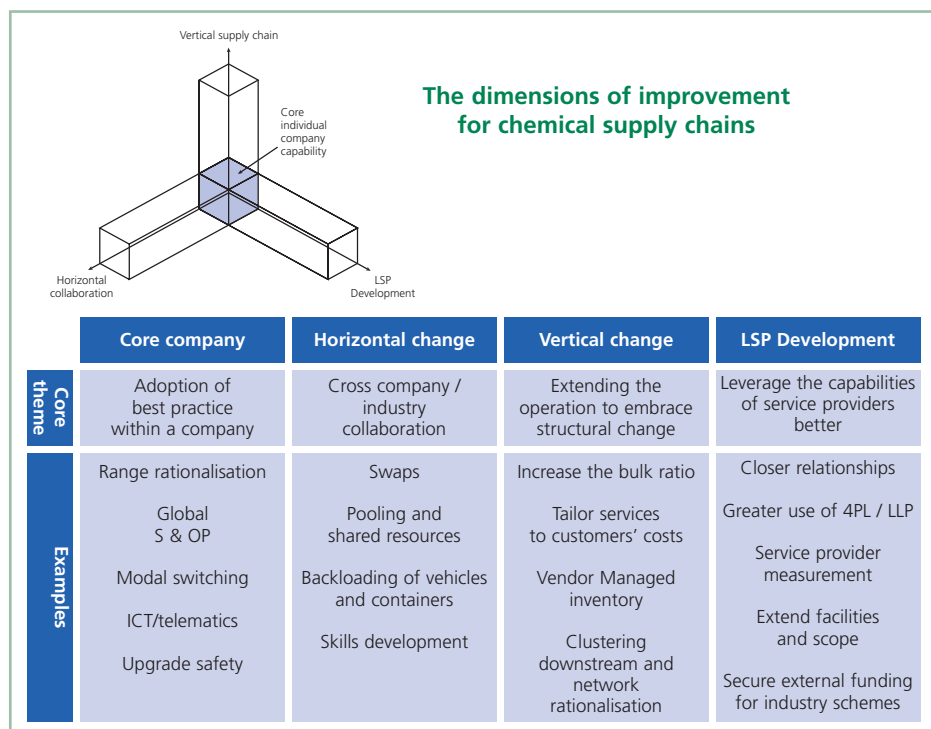 Vertical supply chain
The dimensions of improvement
for chemical supply chains
Core
individual
company
capability
Horizontal
collaboration
LSP
Development
Core company
Horizontal change
Vertical change
LSP Development
Core
theme
Adoption of
best practice
within a company
Cross company /
industry
collaboration
Extending the
operation to embrace
structural change
Leverage the capabilities
of service providers
better
Examples
Range rationalisation
Global
S & OP
Modal switching
ICT/telematics
Upgrade safety
Swaps
Pooling and
shared resources
Backloading of vehicles
and containers
Skills development
Increase the bulk ratio
Tailor services
to customers’ costs
Vendor Managed
inventory
Clustering
downstream and
network
rationalisation
Closer relationships
Greater use of 4PL / LLP
Service provider
measurement
Extend facilities
and scope
Secure external funding
for industry schemes